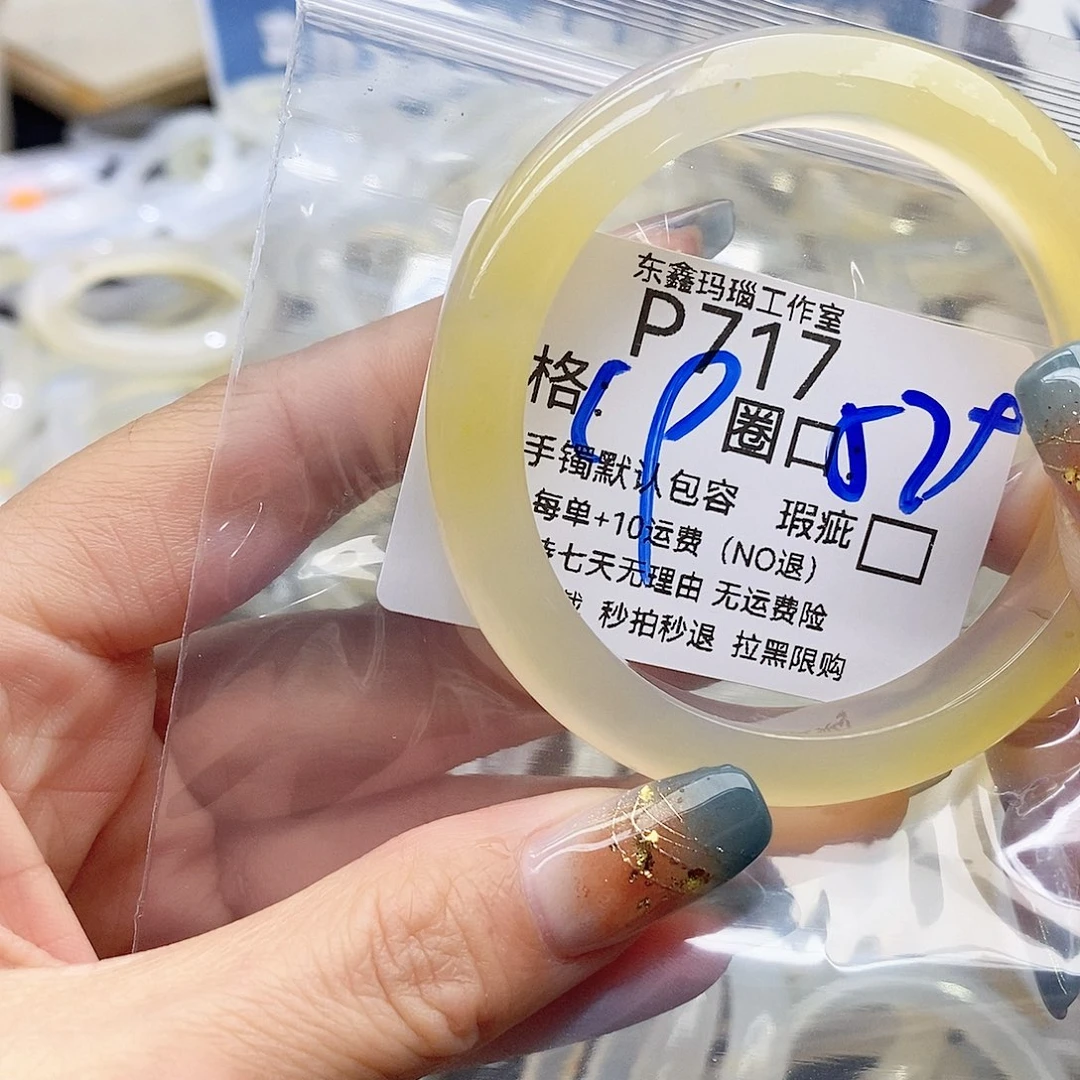 东鑫玛瑙工作室
P717
格: 圈口:
手镯默认包容 瑕疵
每单+10运费（NO退）
七天无理由 无运费险
秒拍秒退 拉黑限购